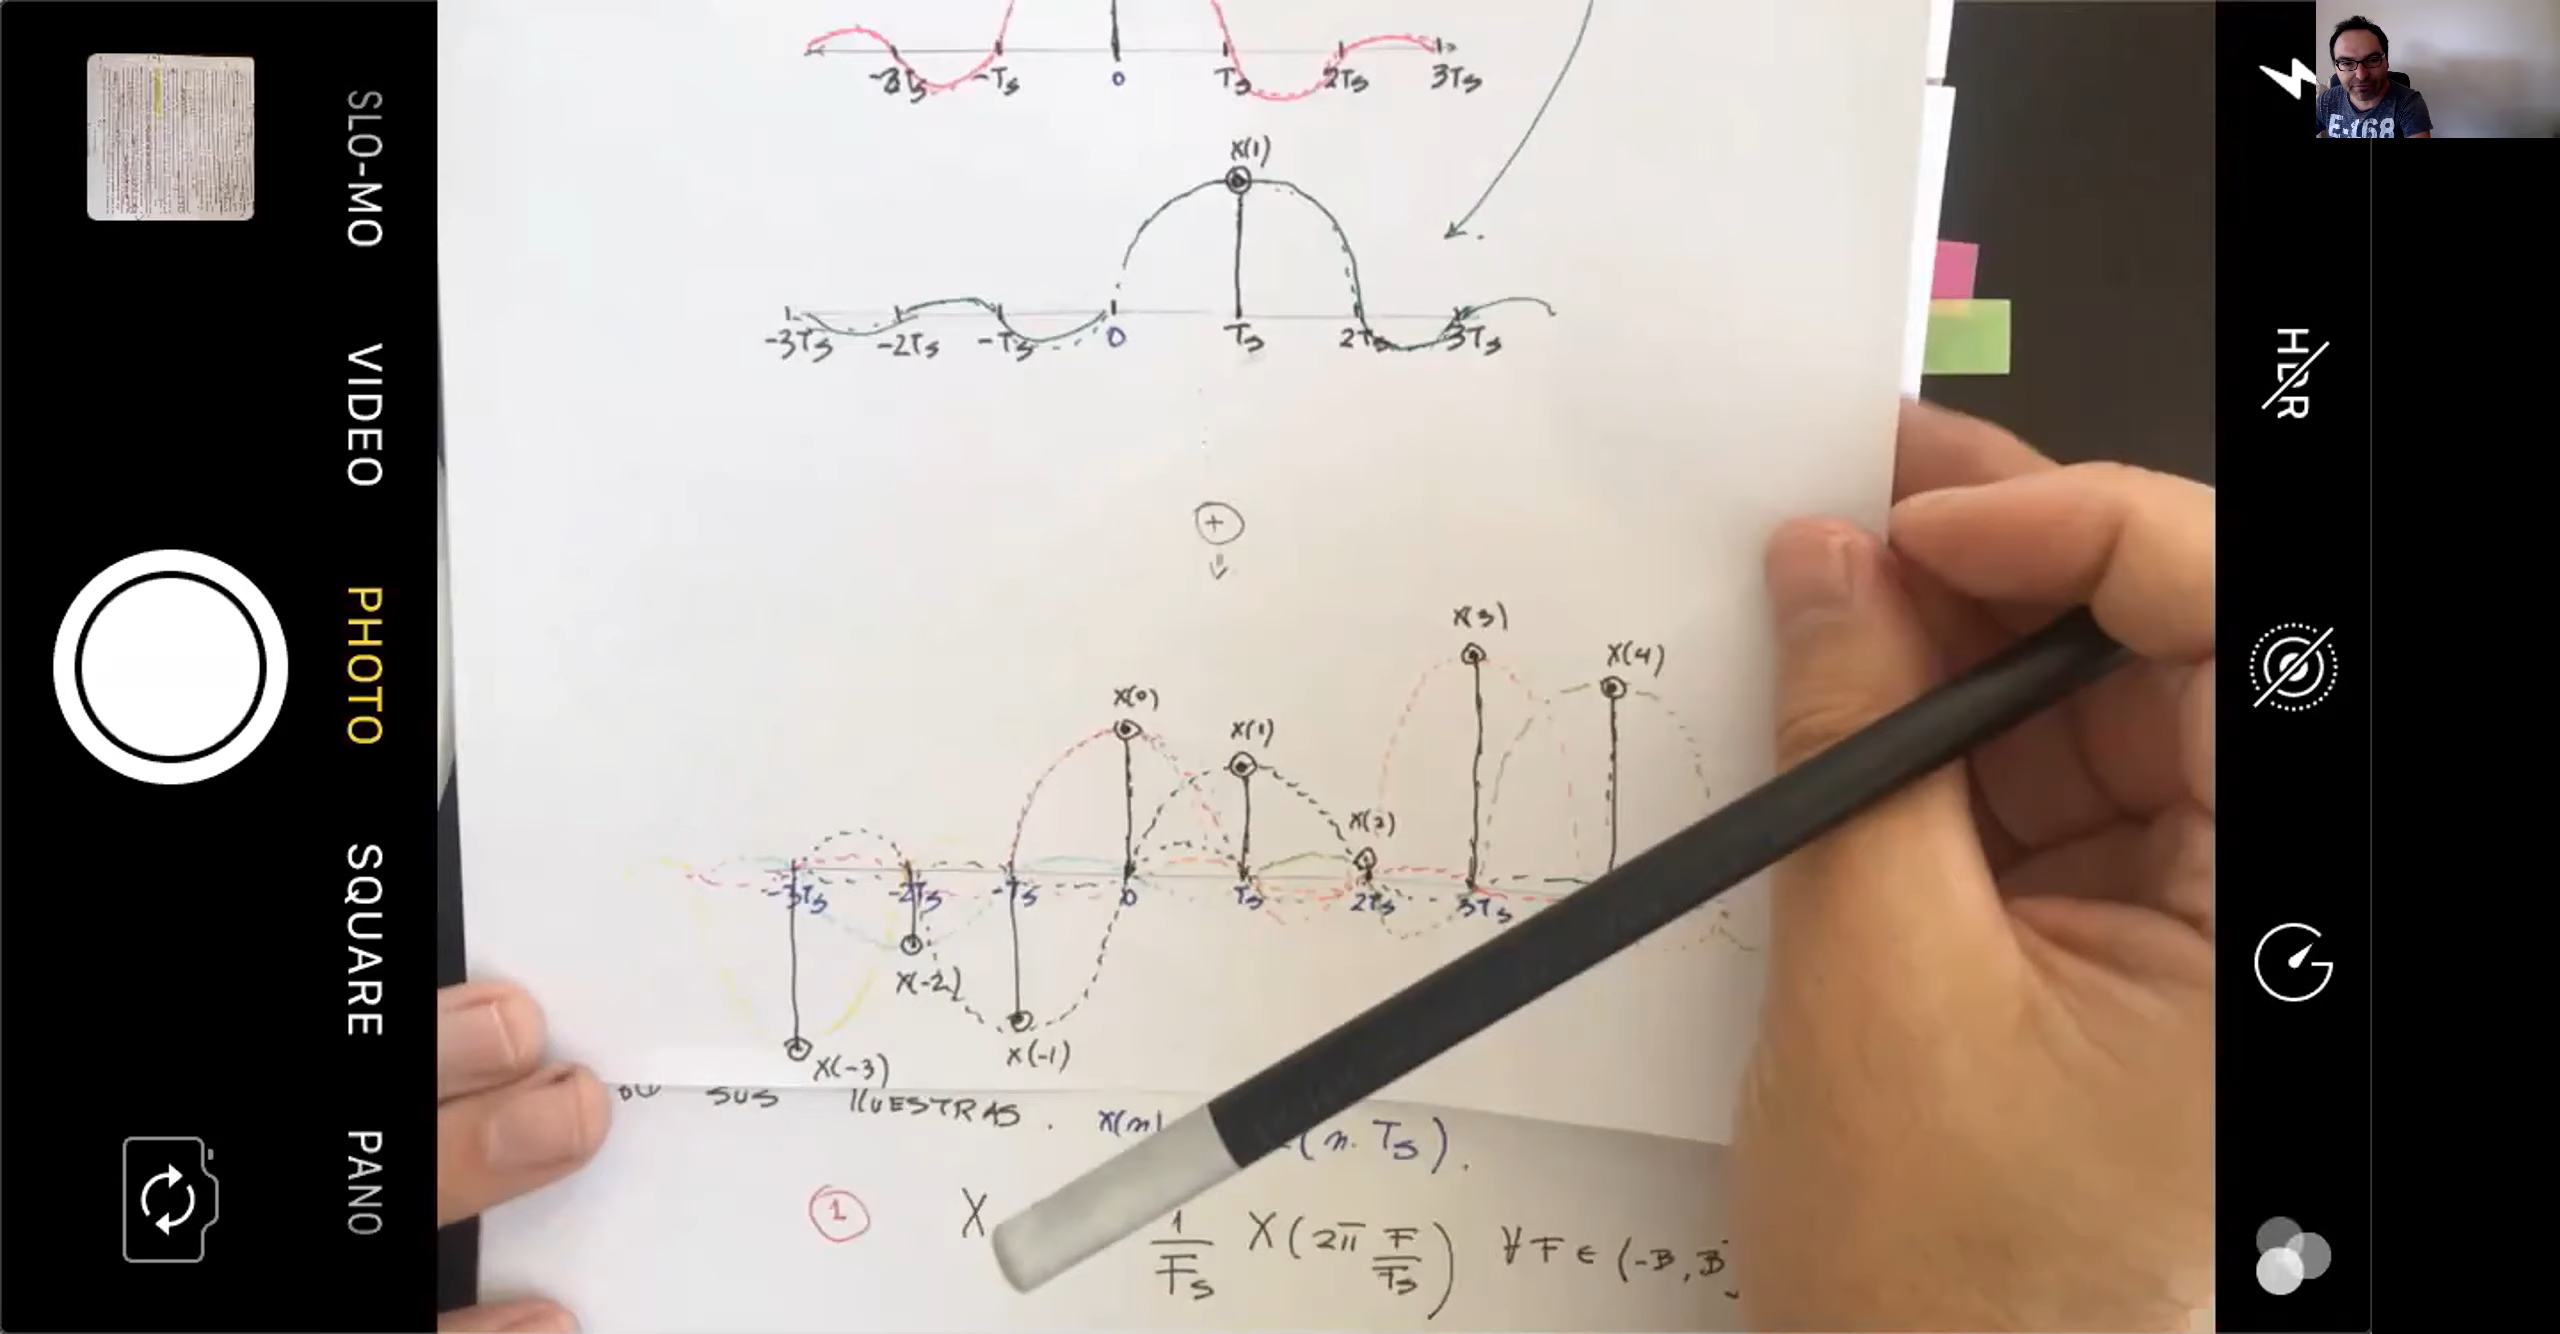 -3Ts -Ts 0 Ts 2Ts 3Ts
x(1)
-3Ts -2Ts -Ts 0 Ts 2Ts 3Ts
+
x(3)
x(4)
x(0)
x(1)
x(2)
-3Ts -2Ts -Ts 0 Ts 2Ts 3Ts
x(-2)
x(-1)
x(-3)
SUS MUESTRAS. x(n) (n.Ts).
1 X 1/Fs X(2π F/Fs) ∀ F ∈ (-B, B
SLO-MO
VIDEO
PHOTO
SQUARE
PANO
HDR
E-168